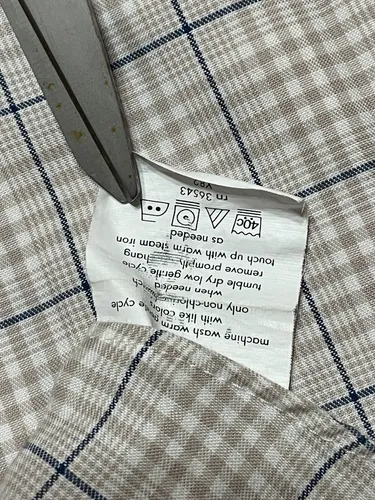 machine wash warm
with like cycle
only
when needed
tumble dry low gentle cycle
remove promptly hang
touch up with warm steam iron
as needed
40C
rn 36543